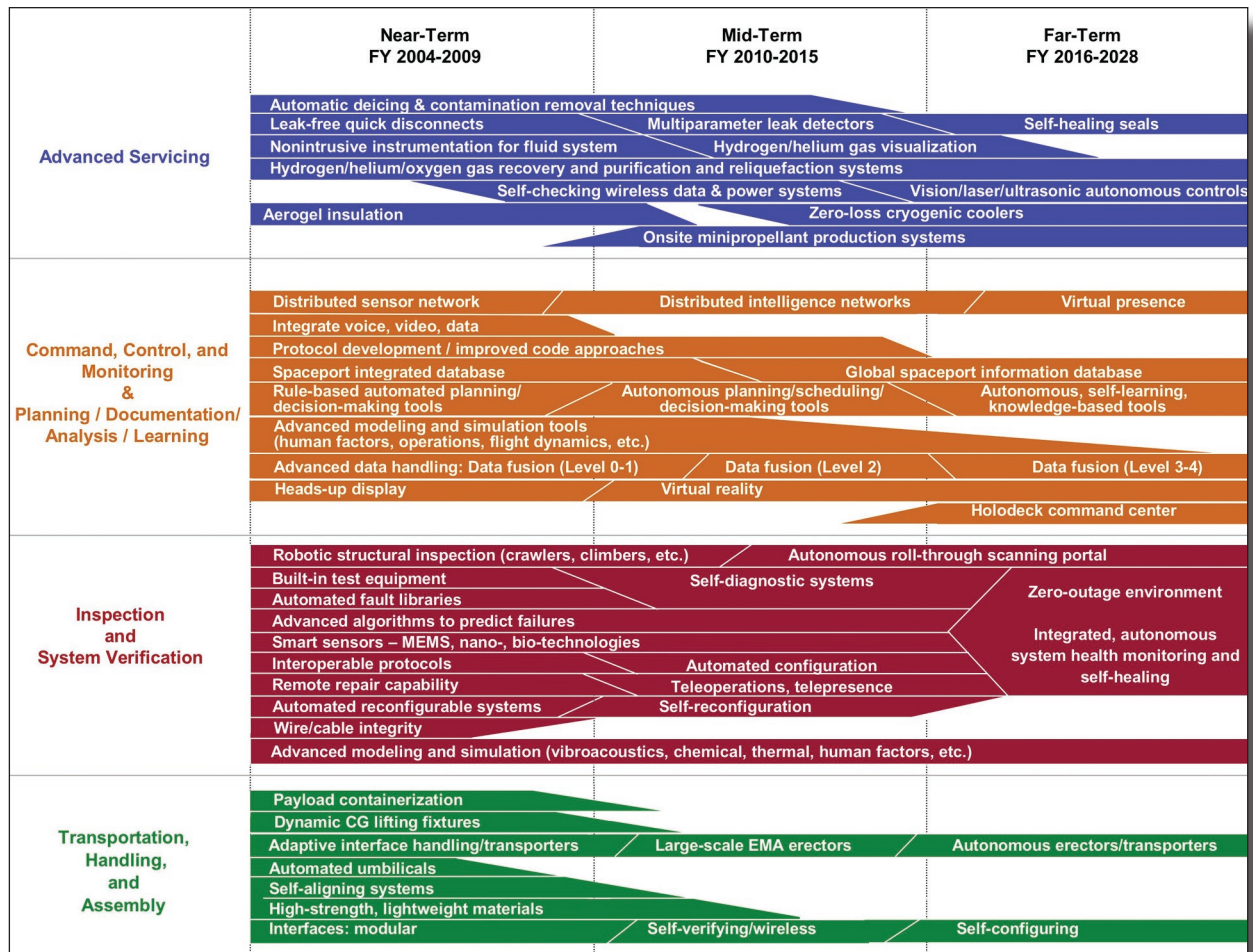 Near-Term
FY 2004-2009
Mid-Term
FY 2010-2015
Far-Term
FY 2016-2028
Advanced Servicing
Automatic deicing & contamination removal techniques
Leak-free quick disconnects
Multiparameter leak detectors
Self-healing seals
Nonintrusive instrumentation for fluid system
Hydrogen/helium gas visualization
Hydrogen/helium/oxygen gas recovery and purification and reliquefaction systems
Self-checking wireless data & power systems
Vision/laser/ultrasonic autonomous controls
Aerogel insulation
Zero-loss cryogenic coolers
Onsite minipropellant production systems
Command, Control, and
Monitoring
&
Planning / Documentation/
Analysis / Learning
Distributed sensor network
Distributed intelligence networks
Virtual presence
Integrate voice, video, data
Protocol development / improved code approaches
Spaceport integrated database
Global spaceport information database
Rule-based automated planning/
decision-making tools
Autonomous planning/scheduling/
decision-making tools
Autonomous, self-learning,
knowledge-based tools
Advanced modeling and simulation tools
(human factors, operations, flight dynamics, etc.)
Advanced data handling: Data fusion (Level 0-1)
Data fusion (Level 2)
Data fusion (Level 3-4)
Heads-up display
Virtual reality
Holodeck command center
Inspection
and
System Verification
Robotic structural inspection (crawlers, climbers, etc.)
Autonomous roll-through scanning portal
Built-in test equipment
Self-diagnostic systems
Automated fault libraries
Zero-outage environment
Advanced algorithms to predict failures
Smart sensors – MEMS, nano-, bio-technologies
Integrated, autonomous
system health monitoring and
self-healing
Interoperable protocols
Automated configuration
Remote repair capability
Teleoperations, telepresence
Automated reconfigurable systems
Self-reconfiguration
Wire/cable integrity
Advanced modeling and simulation (vibroacoustics, chemical, thermal, human factors, etc.)
Transportation,
Handling,
and
Assembly
Payload containerization
Dynamic CG lifting fixtures
Adaptive interface handling/transporters
Large-scale EMA erectors
Autonomous erectors/transporters
Automated umbilicals
Self-aligning systems
High-strength, lightweight materials
Interfaces: modular
Self-verifying/wireless
Self-configuring